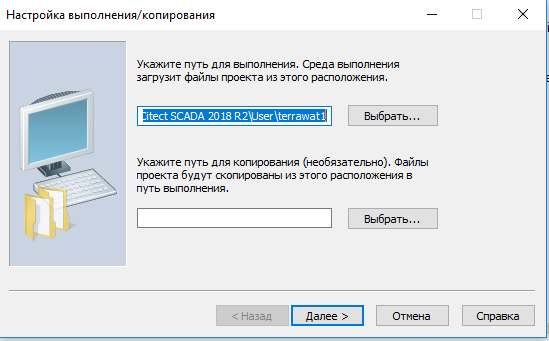 Настройка выполнения/копирования
Укажите путь для выполнения. Среда выполнения
загрузит файлы проекта из этого расположения.
Citect SCADA 2018 R2\User\terrawat1
Выбрать...
Укажите путь для копирования (необязательно). Файлы
проекта будут скопированы из этого расположения в
путь выполнения.
Выбрать...
< Назад
Далее >
Отмена
Справка